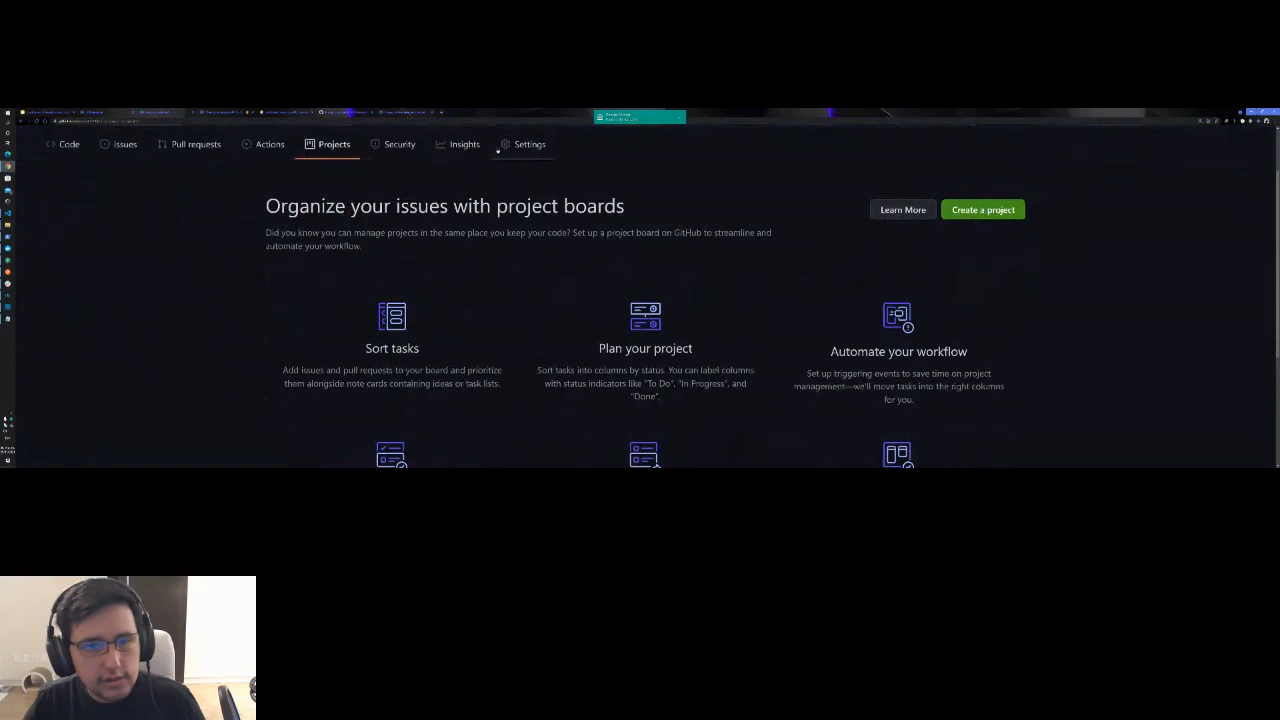 Code Issues Pull requests Actions Projects Security Insights Settings
Organize your issues with project boards
Learn More
Create a project
Did you know you can manage projects in the same place you keep your code? Set up a project board on GitHub to streamline and
automate your workflow.
Sort tasks
Add issues and pull requests to your board and prioritize
them alongside note cards containing ideas or task lists.
Plan your project
Sort tasks into columns by status. You can label columns
with status indicators like "To Do", "In Progress", and
"Done".
Automate your workflow
Set up triggering events to save time on project
management—we'll move tasks into the right columns
for you.